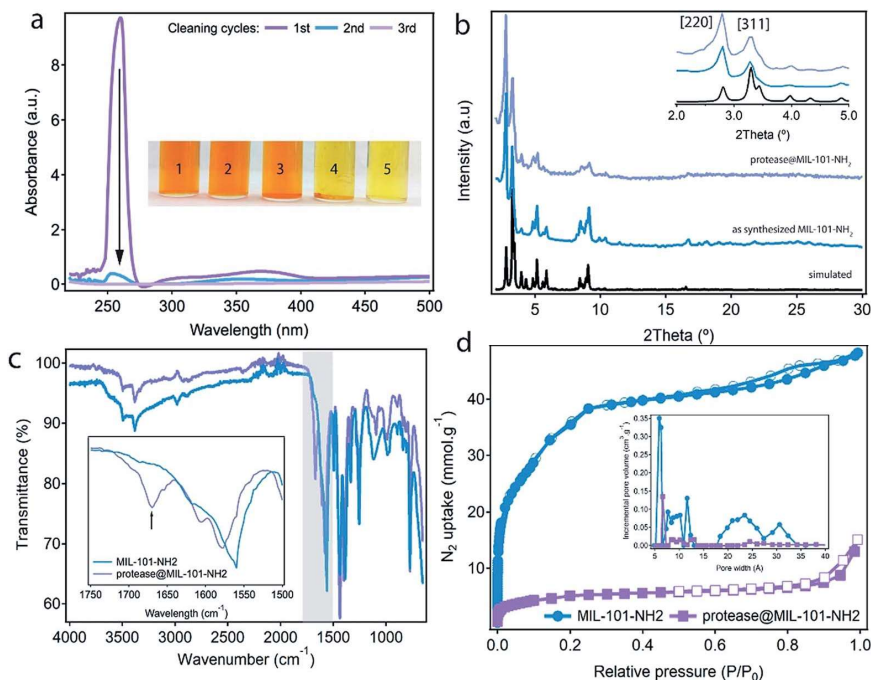 a
Cleaning cycles: 1st 2nd 3rd
8
6
4
2
0
Absorbance (a.u.)
1 2 3 4 5
250 300 350 400 450 500
Wavelength (nm)
b
[220] [311]
2.0 3.0 4.0 5.0
2Theta (º)
protease@MIL-101-NH2
as synthesized MIL-101-NH2
simulated
Intensity (a.u)
5 10 15 20 25 30
2Theta (º)
c
100
90
80
70
60
Transmittance (%)
MIL-101-NH2
protease@MIL-101-NH2
1750 1700 1650 1600 1550 1500
Wavelength (cm-1)
4000 3500 3000 2500 2000 1500 1000
Wavenumber (cm-1)
d
40
30
20
10
N2 uptake (mmol.g-1)
0.35
0.30
0.25
0.20
0.15
0.10
0.05
0.00
Incremental pore volume (cm3.g-1)
5 10 15 20 25 30 35 40
Pore width (Å)
MIL-101-NH2 protease@MIL-101-NH2
0.0 0.2 0.4 0.6 0.8 1.0
Relative pressure (P/P0)